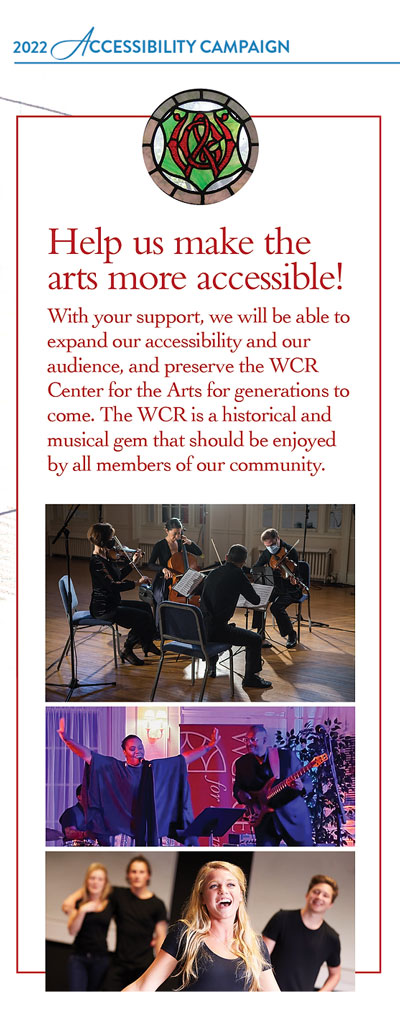 2022 ACCESSIBILITY CAMPAIGN
Help us make the
arts more accessible!
With your support, we will be able to
expand our accessibility and our
audience, and preserve the WCR
Center for the Arts for generations to
come. The WCR is a historical and
musical gem that should be enjoyed
by all members of our community.